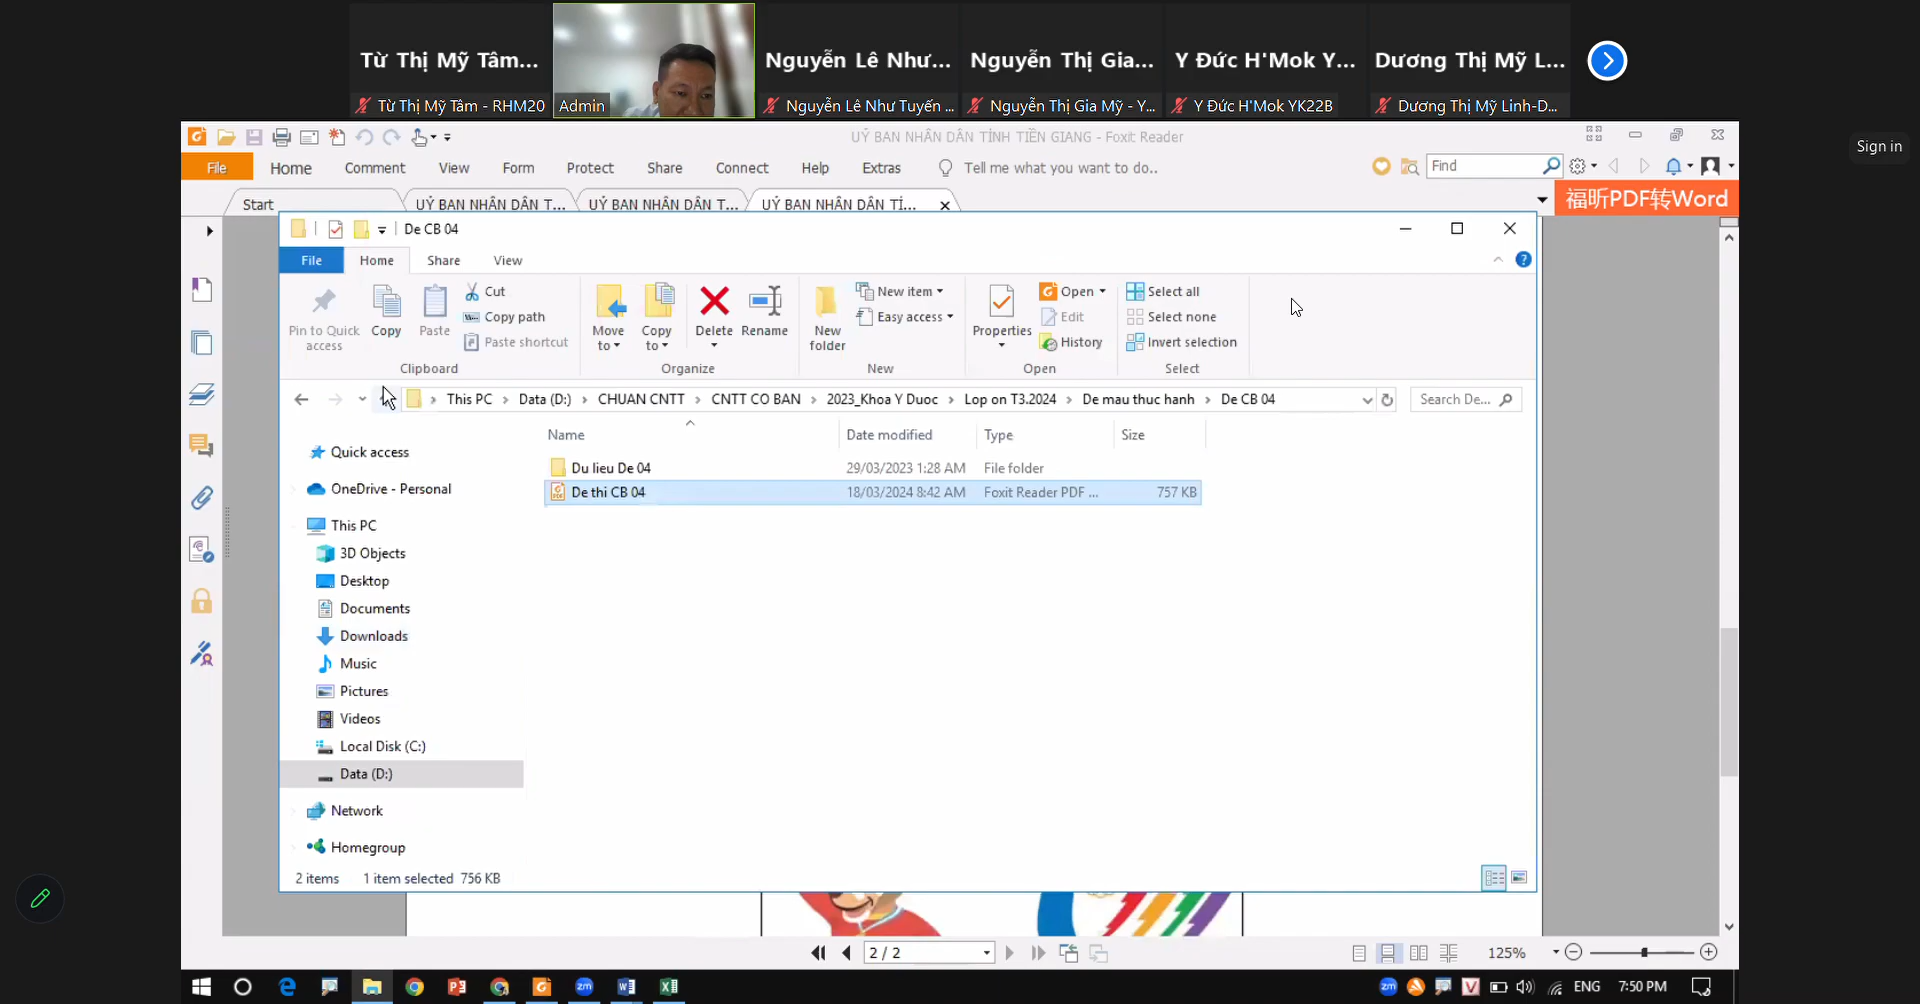 Từ Thị Mỹ Tâm...
Nguyễn Lê Như...
Nguyễn Thị Gia...
Y Đức H'Mok Y...
Dương Thị Mỹ L...
Từ Thị Mỹ Tâm - RHM20
Admin
Nguyễn Lê Như Tuyến ...
Nguyễn Thị Gia Mỹ - Y...
Y Đức H'Mok YK22B
Dương Thị Mỹ Linh-D...
UỶ BAN NHÂN DÂN TỈNH TIỀN GIANG - Foxit Reader
Sign in
File
Home
Comment
View
Form
Protect
Share
Connect
Help
Extras
Tell me what you want to do..
Find
Start
UỶ BAN NHÂN DÂN T...
UỶ BAN NHÂN DÂN T...
UỶ BAN NHÂN DÂN TỈ...
福昕PDF转Word
De CB 04
File
Home
Share
View
Pin to Quick access
Copy
Paste
Cut
Copy path
Paste shortcut
Move to
Copy to
Delete
Rename
New folder
New item
Easy access
Properties
Open
Edit
History
Select all
Select none
Invert selection
Clipboard
Organize
New
Open
Select
This PC
Data (D:)
CHUAN CNTT
CNTT CO BAN
2023_Khoa Y Duoc
Lop on T3.2024
De mau thuc hanh
De CB 04
Search De...
Name
Date modified
Type
Size
Du lieu De 04
29/03/2023 1:28 AM
File folder
De thi CB 04
18/03/2024 8:42 AM
Foxit Reader PDF ...
757 KB
Quick access
OneDrive - Personal
This PC
3D Objects
Desktop
Documents
Downloads
Music
Pictures
Videos
Local Disk (C:)
Data (D:)
Network
Homegroup
2 items
1 item selected 756 KB
2 / 2
125%
ENG
7:50 PM